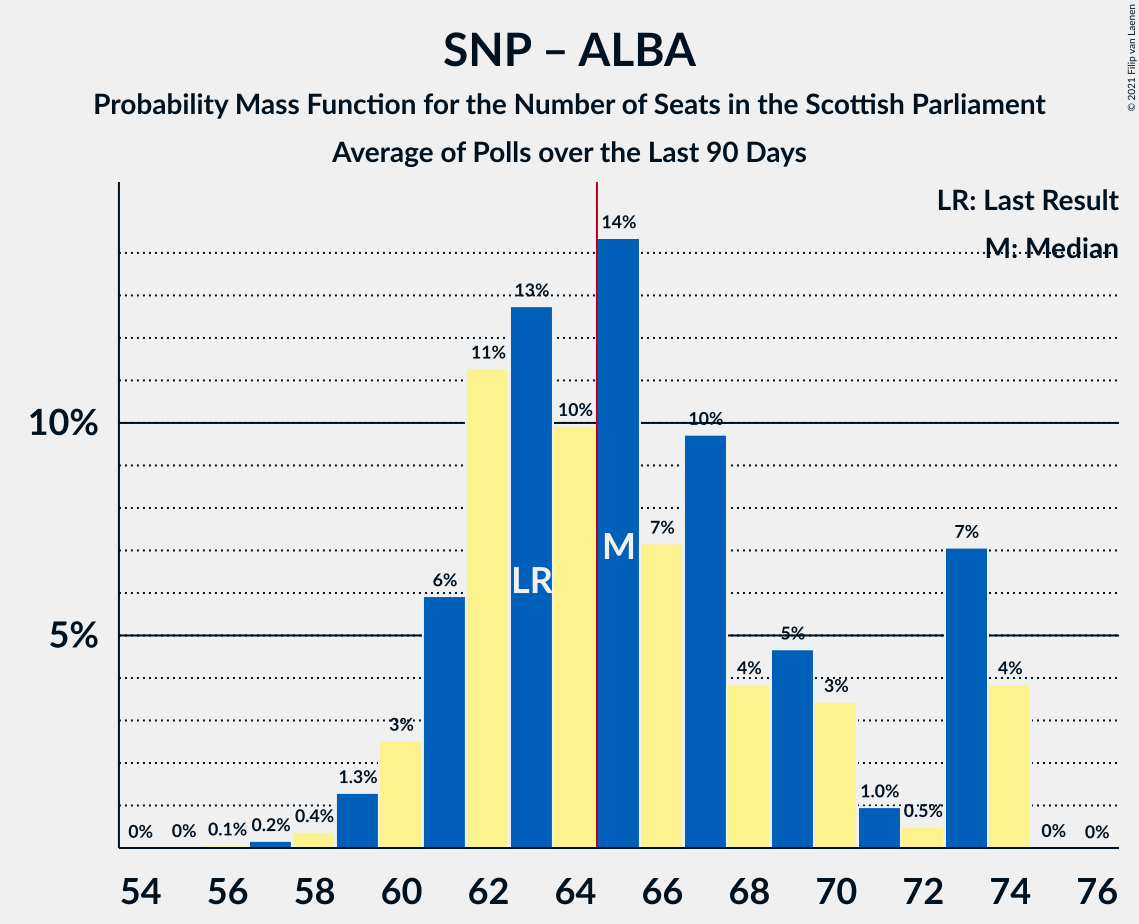 SNP – ALBA
Probability Mass Function for the Number of Seats in the Scottish Parliament
Average of Polls over the Last 90 Days
© 2021 Filip van Laenen
LR: Last Result
M: Median
14%
13%
11%
10%
10%
10%
7%
7%
M
6%
LR
5%
5%
4%
4%
3%
3%
1.3%
1.0%
0.5%
0.4%
0.2%
0.1%
0%
0%
0%
0%
54 56 58 60 62 64 66 68 70 72 74 76